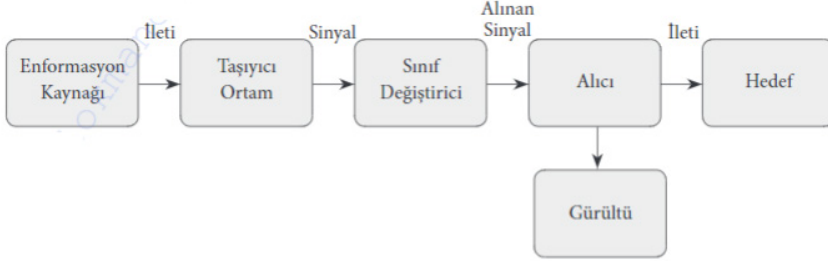 İleti
Sinyal
Alınan
Sinyal
İleti
Enformasyon
Kaynağı
Taşıyıcı
Ortam
Sınıf
Değiştirici
Alıcı
Hedef
Gürültü